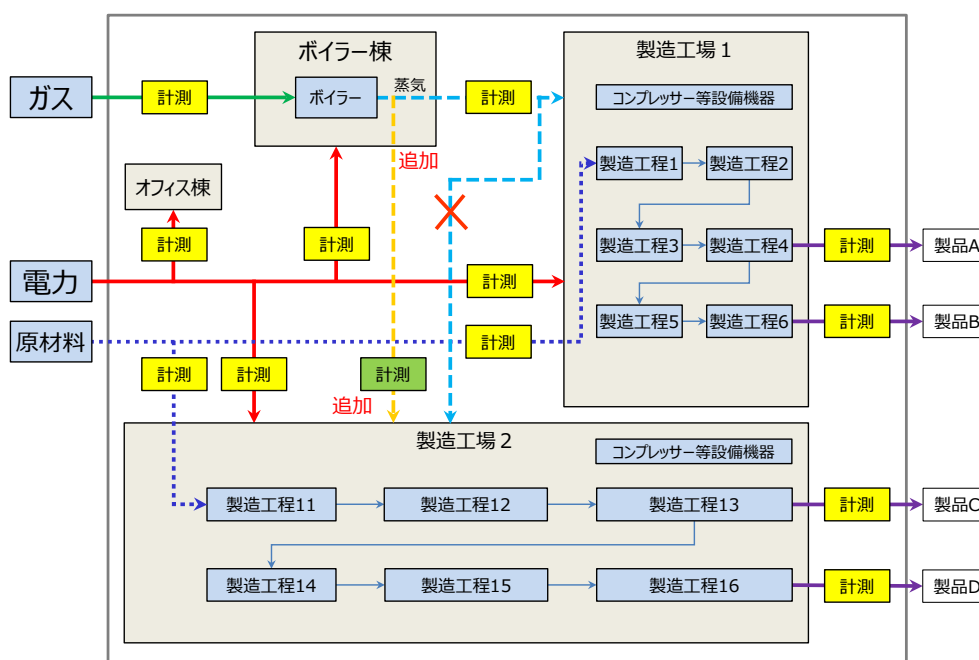 ボイラー棟
製造工場1
ガス
計測
ボイラー
蒸気
計測
コンプレッサー等設備機器
追加
製造工程1
製造工程2
オフィス棟
計測
計測
製造工程3
製造工程4
計測
製品A
電力
計測
原材料
計測
製造工程5
製造工程6
計測
製品B
計測
計測
計測
追加
製造工場2
コンプレッサー等設備機器
製造工程11
製造工程12
製造工程13
計測
製品C
製造工程14
製造工程15
製造工程16
計測
製品D